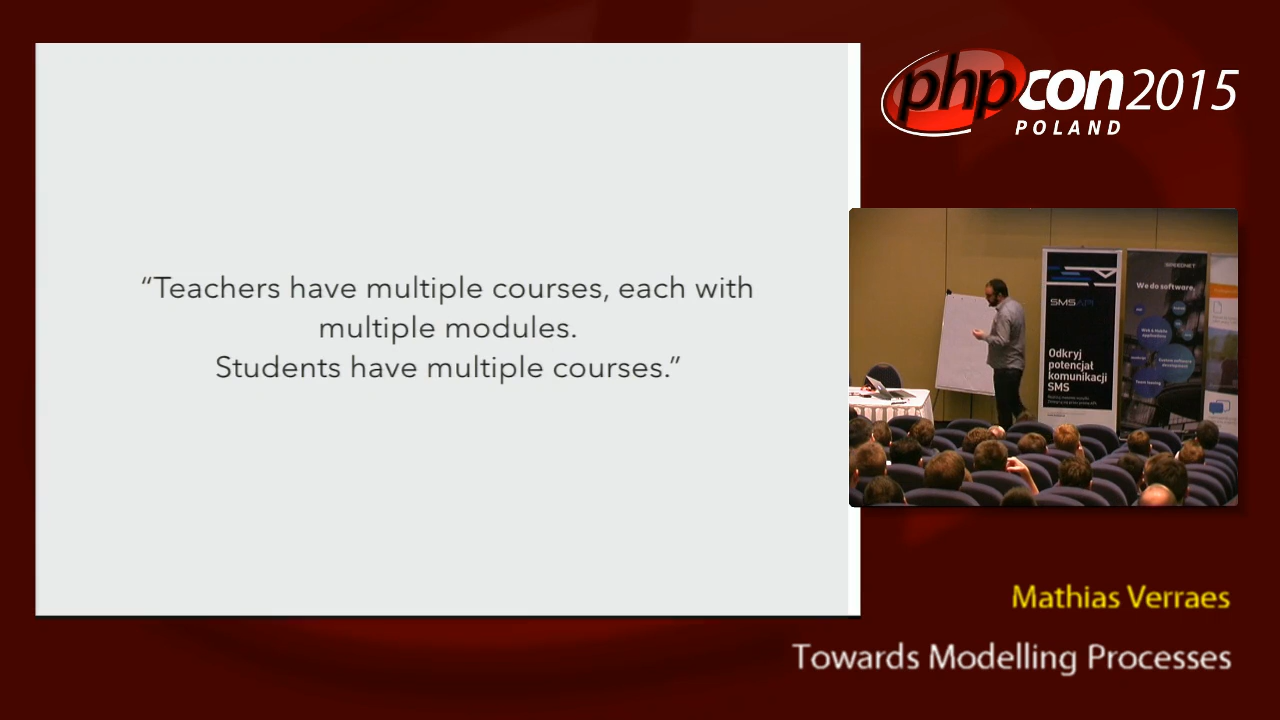 “Teachers have multiple courses, each with
multiple modules.
Students have multiple courses.”
phpcon2015
POLAND
SMSAPI
Odkryj
potencjał
komunikacji
SMS
SPEEDNET
We do software.
Mathias Verraes
Towards Modelling Processes